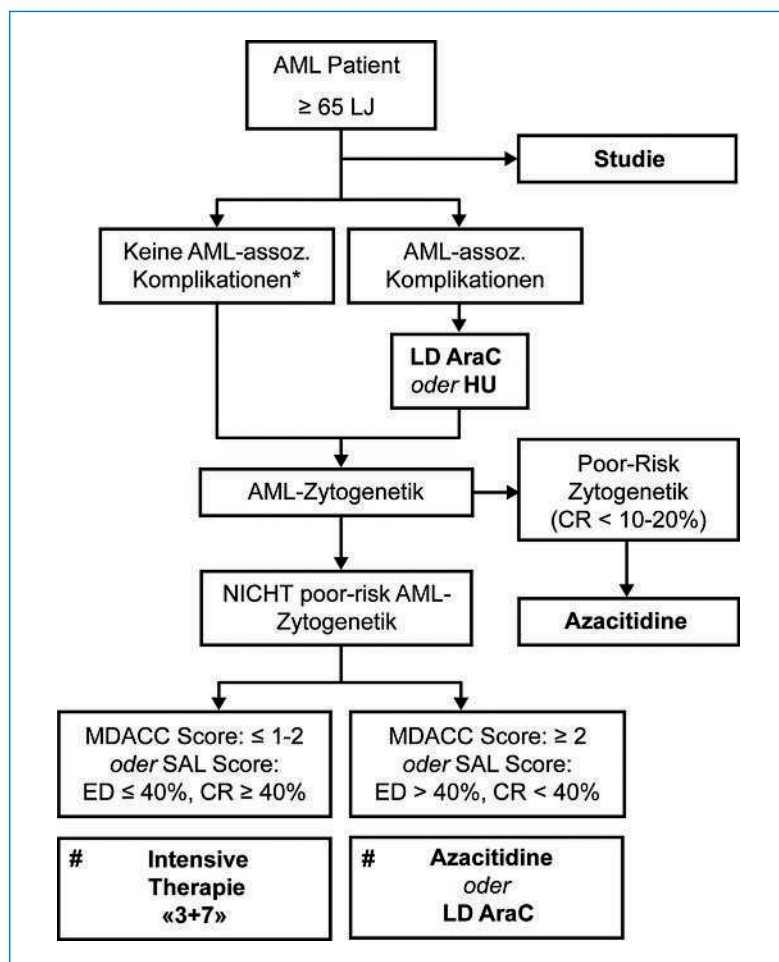 AML Patient
≥ 65 LJ
Studie
Keine AML-assoz.
Komplikationen*
AML-assoz.
Komplikationen
LD AraC
oder HU
AML-Zytogenetik
Poor-Risk
Zytogenetik
(CR < 10-20%)
NICHT poor-risk AML-
Zytogenetik
Azacitidine
MDACC Score: ≤ 1-2
oder SAL Score:
ED ≤ 40%, CR ≥ 40%
MDACC Score: ≥ 2
oder SAL Score:
ED > 40%, CR < 40%
# Intensive
Therapie
«3+7»
# Azacitidine
oder
LD AraC